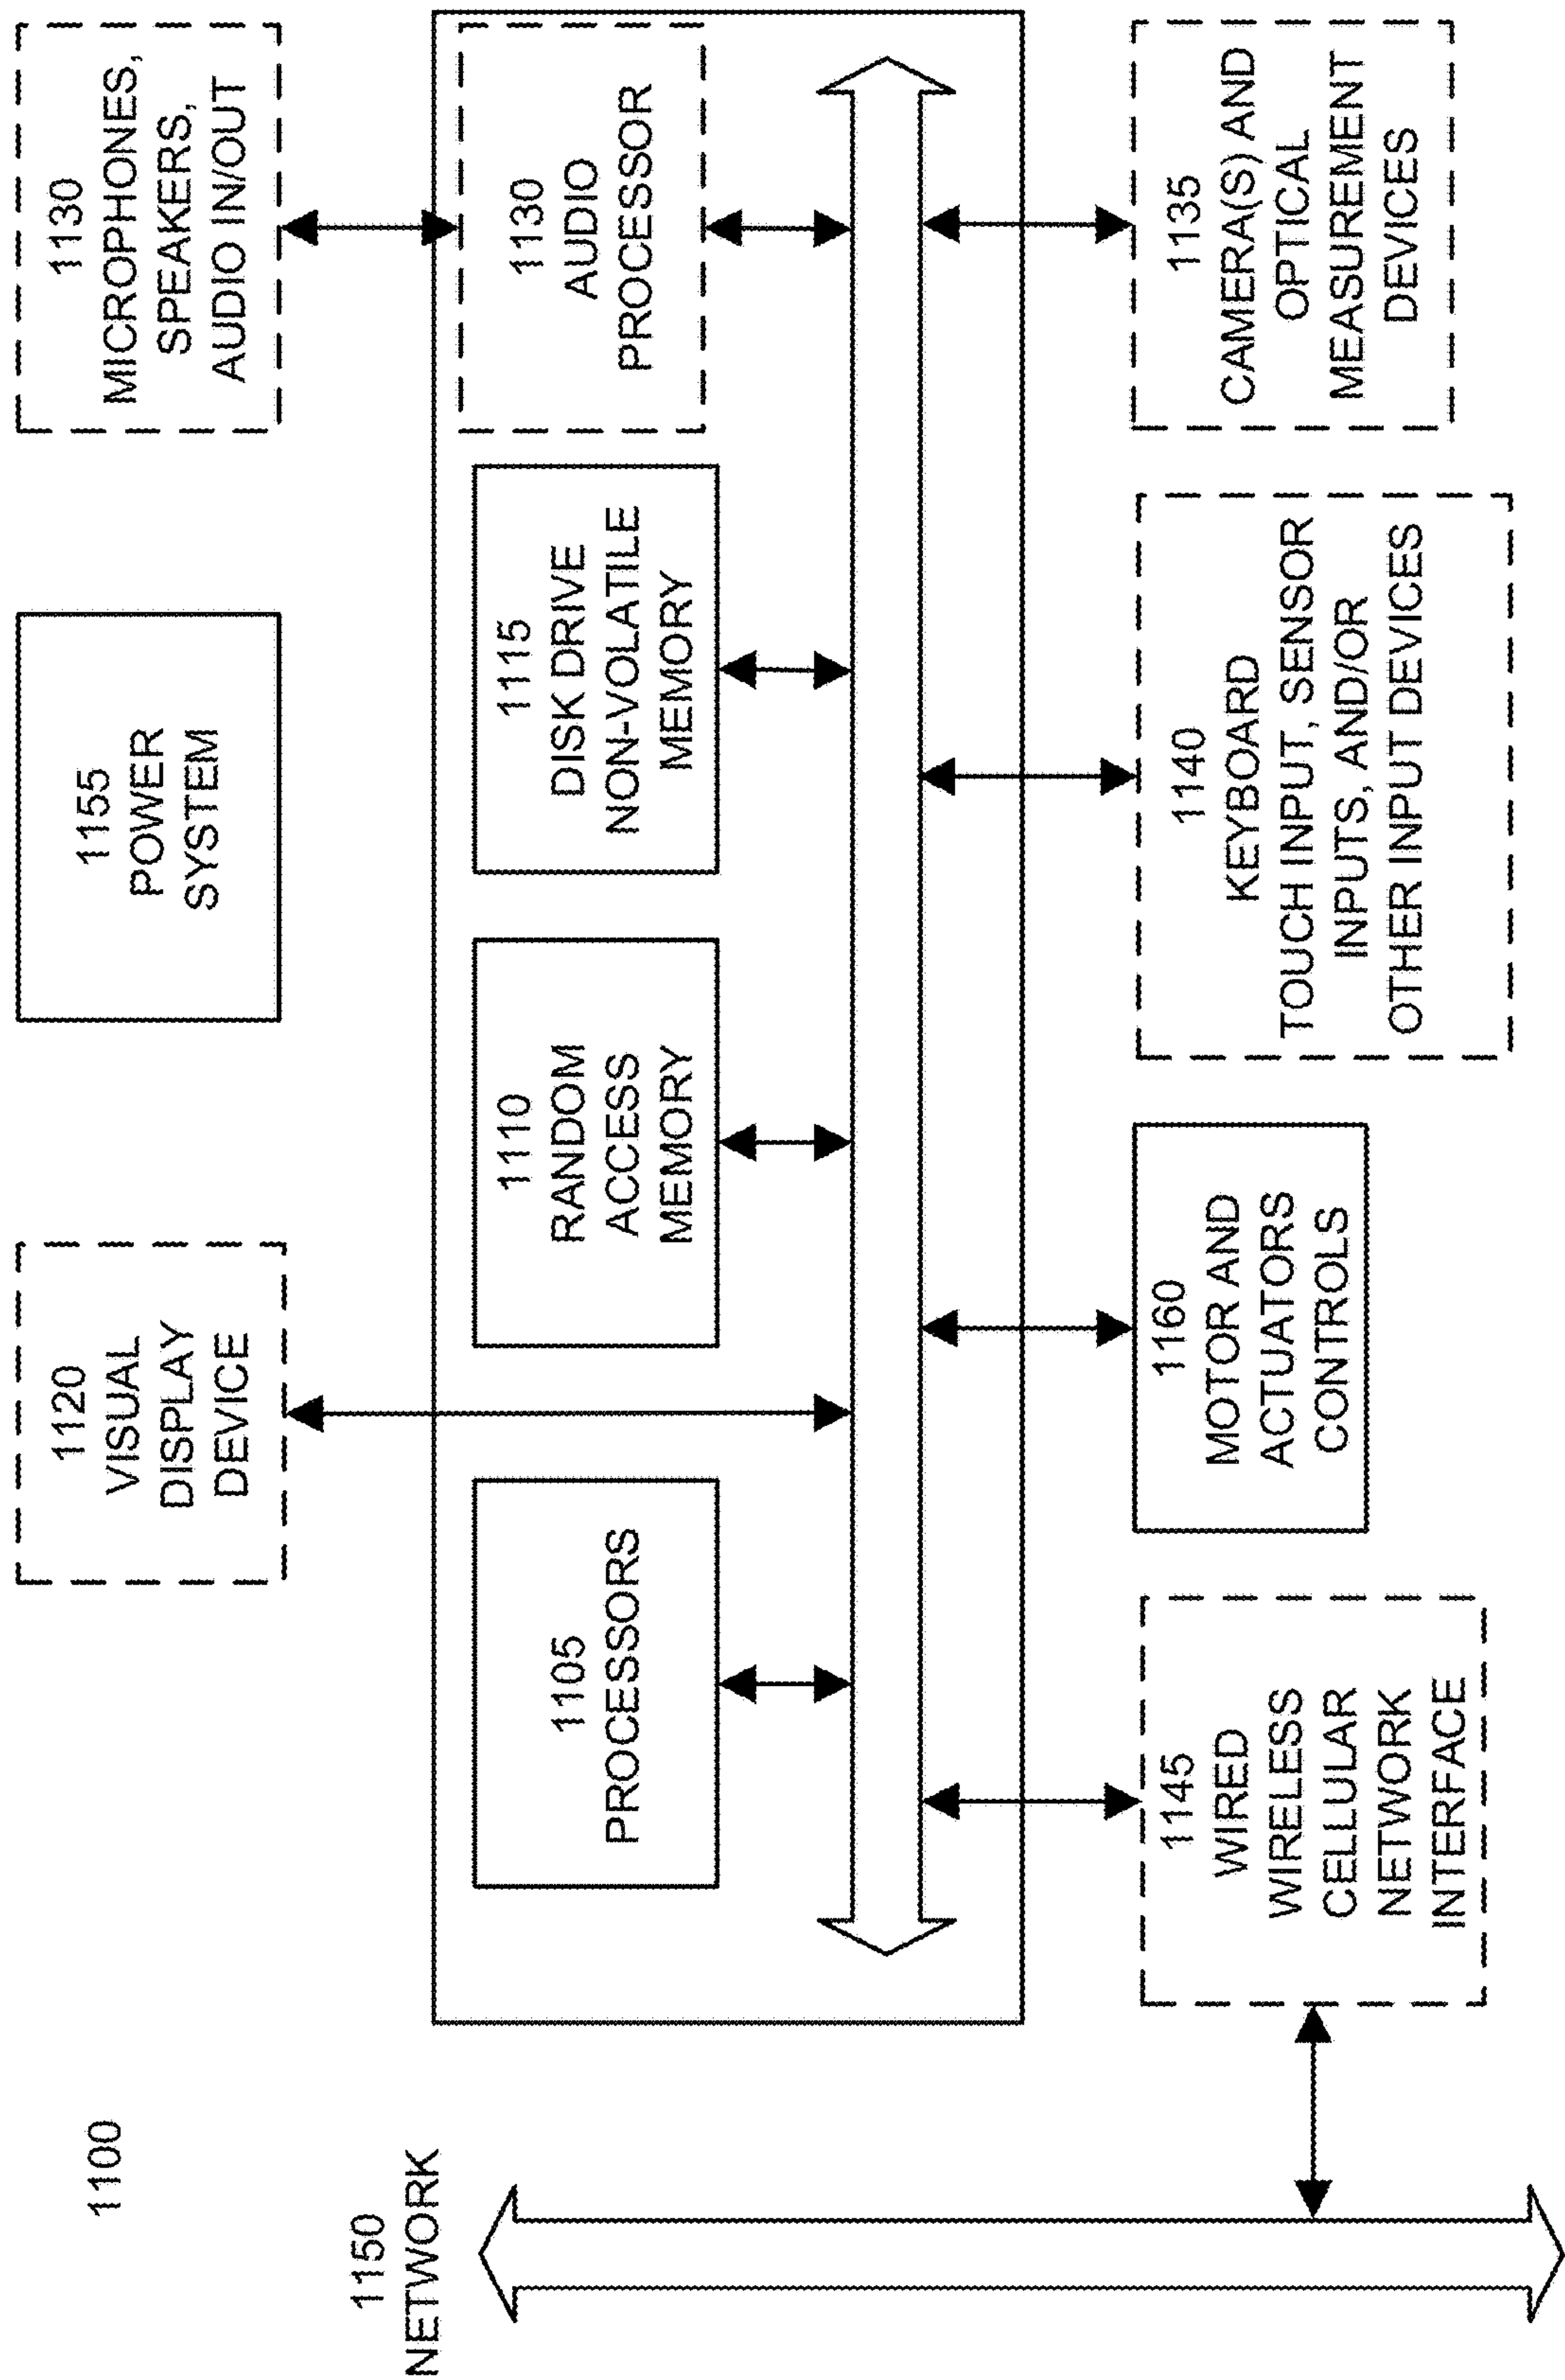 1100
1120
VISUAL
DISPLAY
DEVICE
1155
POWER
SYSTEM
1130
MICROPHONES,
SPEAKERS,
AUDIO IN/OUT
1150
NETWORK
1105
PROCESSORS
1110
RANDOM
ACCESS
MEMORY
1115
DISK DRIVE
NON-VOLATILE
MEMORY
1130
AUDIO
PROCESSOR
1145
WIRED
WIRELESS
CELLULAR
NETWORK
INTERFACE
1160
MOTOR AND
ACTUATORS
CONTROLS
1140
KEYBOARD
TOUCH INPUT, SENSOR
INPUTS, AND/OR
OTHER INPUT DEVICES
1135
CAMERA(S) AND
OPTICAL
MEASUREMENT
DEVICES